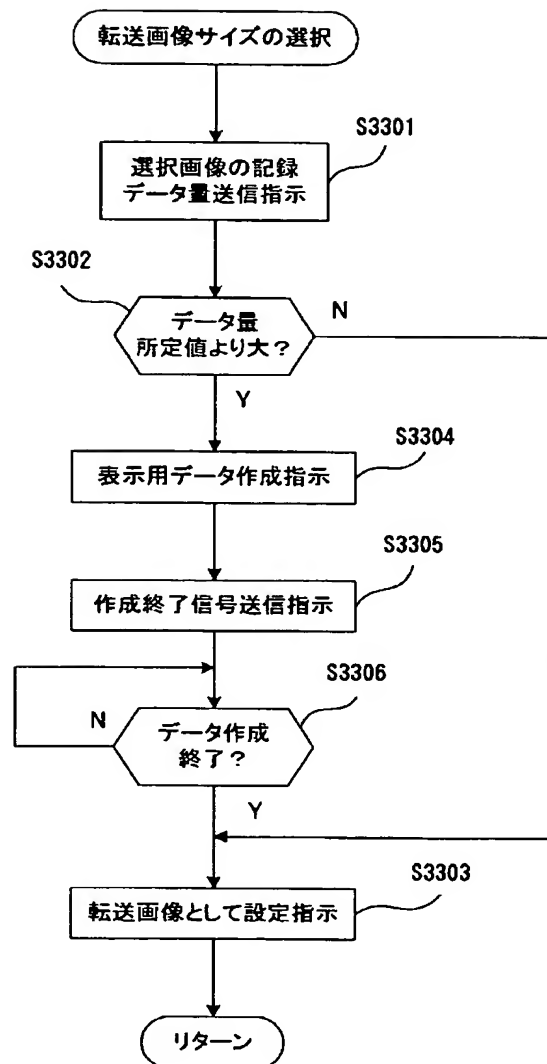 転送画像サイズの選択
S3301
選択画像の記録
データ量送信指示
S3302
データ量
所定値より大?
N
Y
S3304
表示用データ作成指示
S3305
作成終了信号送信指示
S3306
N
データ作成
終了?
Y
S3303
転送画像として設定指示
リターン